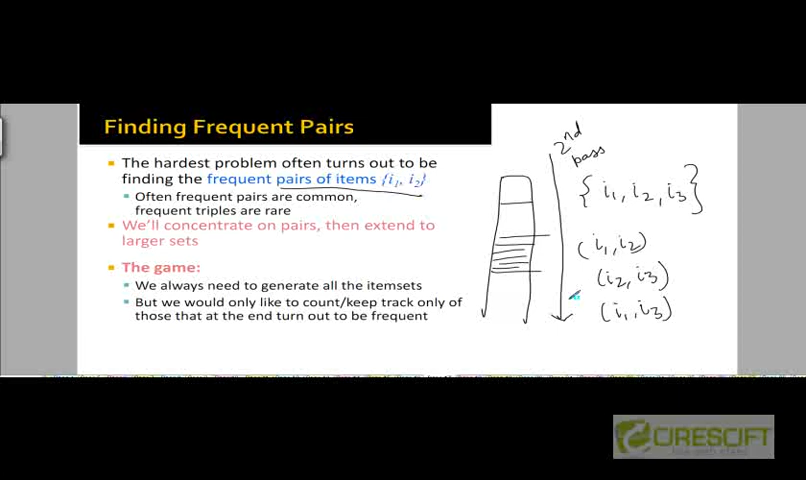 Finding Frequent Pairs
The hardest problem often turns out to be
finding the frequent pairs of items {i₁, i₂}
Often frequent pairs are common,
frequent triples are rare
We'll concentrate on pairs, then extend to
larger sets
The game:
We always need to generate all the itemsets
But we would only like to count/keep track only of
those that at the end turn out to be frequent
2nd
pass
{i₁, i₂, i₃}
(i₁, i₂)
(i₂, i₃)
(i₁, i₃)